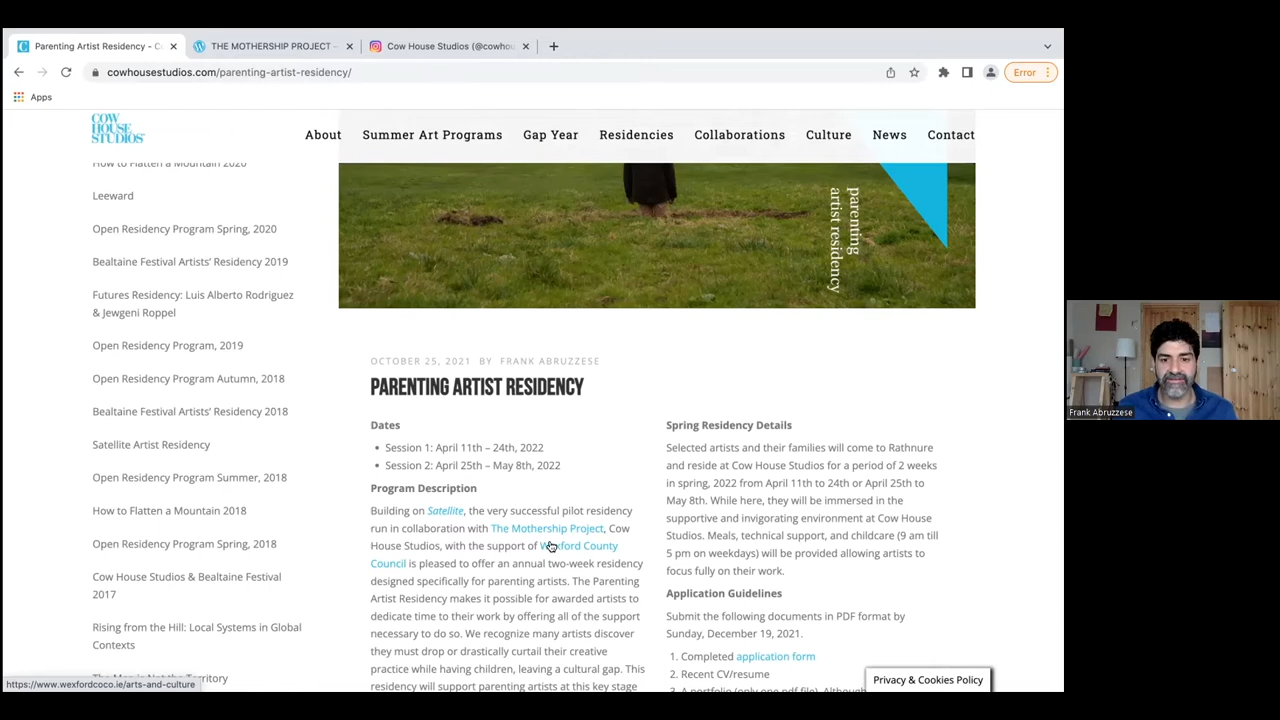 Parenting Artist Residency - C
THE MOTHERSHIP PROJECT –
Cow House Studios (@cowhou
cowhousestudios.com/parenting-artist-residency/
Error
Apps
COW
HOUSE
STUDIOS
About
Summer Art Programs
Gap Year
Residencies
Collaborations
Culture
News
Contact
How to Flatten a Mountain 2020
Leeward
Open Residency Program Spring, 2020
Bealtaine Festival Artists' Residency 2019
Futures Residency: Luis Alberto Rodriguez
& Jewgeni Roppel
Open Residency Program, 2019
Open Residency Program Autumn, 2018
Bealtaine Festival Artists' Residency 2018
Satellite Artist Residency
Open Residency Program Summer, 2018
How to Flatten a Mountain 2018
Open Residency Program Spring, 2018
Cow House Studios & Bealtaine Festival
2017
Rising from the Hill: Local Systems in Global
Contexts
The Map is Not the Territory
https://www.wexfordcoco.ie/arts-and-culture
parenting
artist residency
OCTOBER 25, 2021 BY FRANK ABRUZZESE
PARENTING ARTIST RESIDENCY
Dates
• Session 1: April 11th – 24th, 2022
• Session 2: April 25th – May 8th, 2022
Program Description
Building on Satellite, the very successful pilot residency
run in collaboration with The Mothership Project, Cow
House Studios, with the support of Wexford County
Council is pleased to offer an annual two-week residency
designed specifically for parenting artists. The Parenting
Artist Residency makes it possible for awarded artists to
dedicate time to their work by offering all of the support
necessary to do so. We recognize many artists discover
they must drop or drastically curtail their creative
practice while having children, leaving a cultural gap. This
residency will support parenting artists at this key stage
Spring Residency Details
Selected artists and their families will come to Rathnure
and reside at Cow House Studios for a period of 2 weeks
in spring, 2022 from April 11th to 24th or April 25th to
May 8th. While here, they will be immersed in the
supportive and invigorating environment at Cow House
Studios. Meals, technical support, and childcare (9 am till
5 pm on weekdays) will be provided allowing artists to
focus fully on their work.
Application Guidelines
Submit the following documents in PDF format by
Sunday, December 19, 2021.
1. Completed application form
2. Recent CV/resume
3. A portfolio (only one pdf file). Although
Privacy & Cookies Policy
Frank Abruzzese